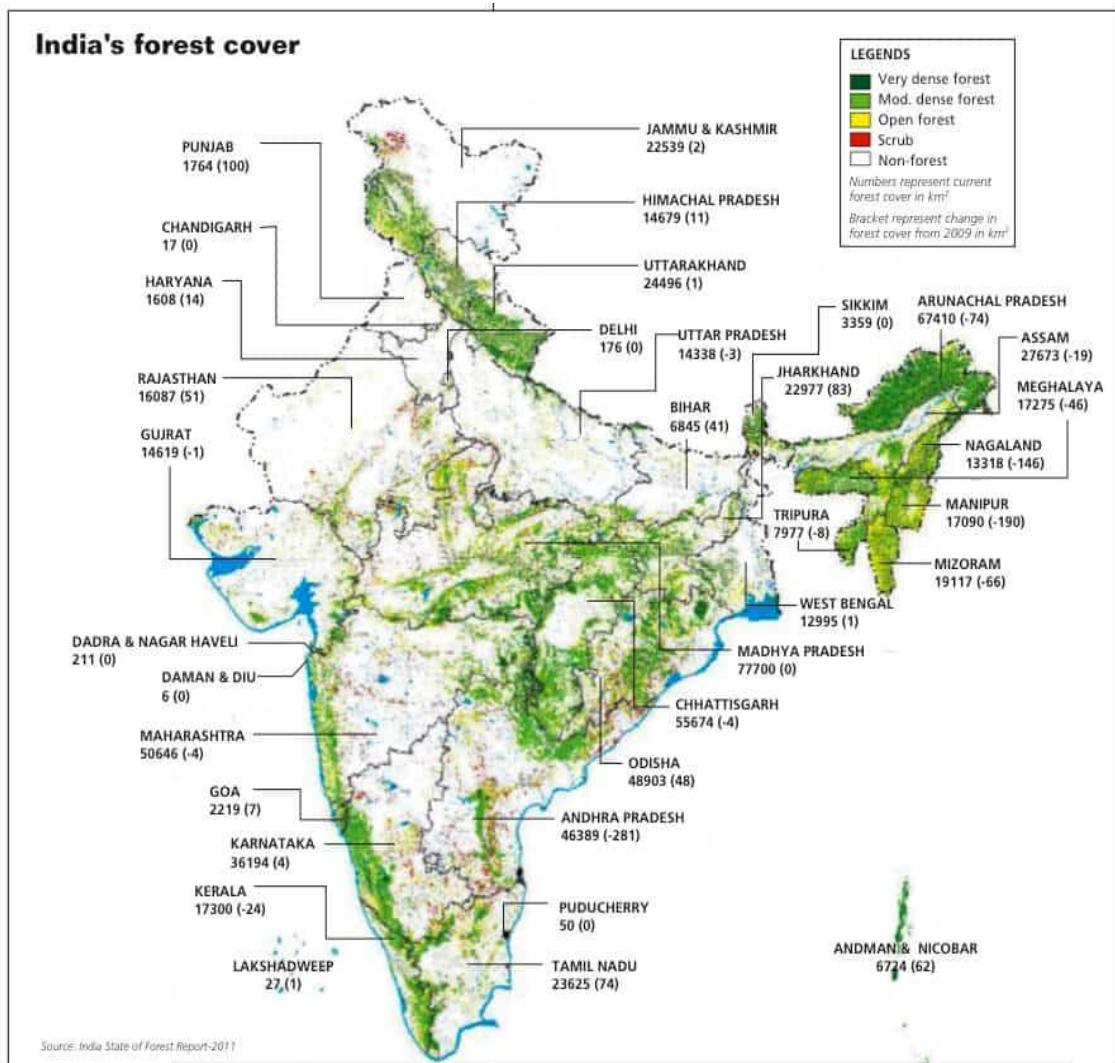 India's forest cover
LEGENDS
Very dense forest
Mod. dense forest
Open forest
Scrub
Non-forest
Numbers represent current
forest cover in km²
Bracket represent change in
forest cover from 2009 in km²
JAMMU & KASHMIR
22539 (2)
PUNJAB
1764 (100)
HIMACHAL PRADESH
14679 (11)
CHANDIGARH
17 (0)
UTTARAKHAND
24496 (1)
HARYANA
1608 (14)
DELHI
176 (0)
UTTAR PRADESH
14338 (-3)
SIKKIM
3359 (0)
ARUNACHAL PRADESH
67410 (-74)
ASSAM
27673 (-19)
JHARKHAND
22977 (83)
MEGHALAYA
17275 (-46)
RAJASTHAN
16087 (51)
BIHAR
6845 (41)
GUJRAT
14619 (-1)
NAGALAND
13318 (-146)
TRIPURA
7977 (-8)
MANIPUR
17090 (-190)
MIZORAM
19117 (-66)
WEST BENGAL
12995 (1)
DADRA & NAGAR HAVELI
211 (0)
MADHYA PRADESH
77700 (0)
DAMAN & DIU
6 (0)
CHHATTISGARH
55674 (-4)
MAHARASHTRA
50646 (-4)
ODISHA
48903 (48)
GOA
2219 (7)
ANDHRA PRADESH
46389 (-281)
KARNATAKA
36194 (4)
KERALA
17300 (-24)
PUDUCHERRY
50 (0)
ANDMAN & NICOBAR
6724 (62)
LAKSHADWEEP
27 (1)
TAMIL NADU
23625 (74)
Source: India State of Forest Report-2011